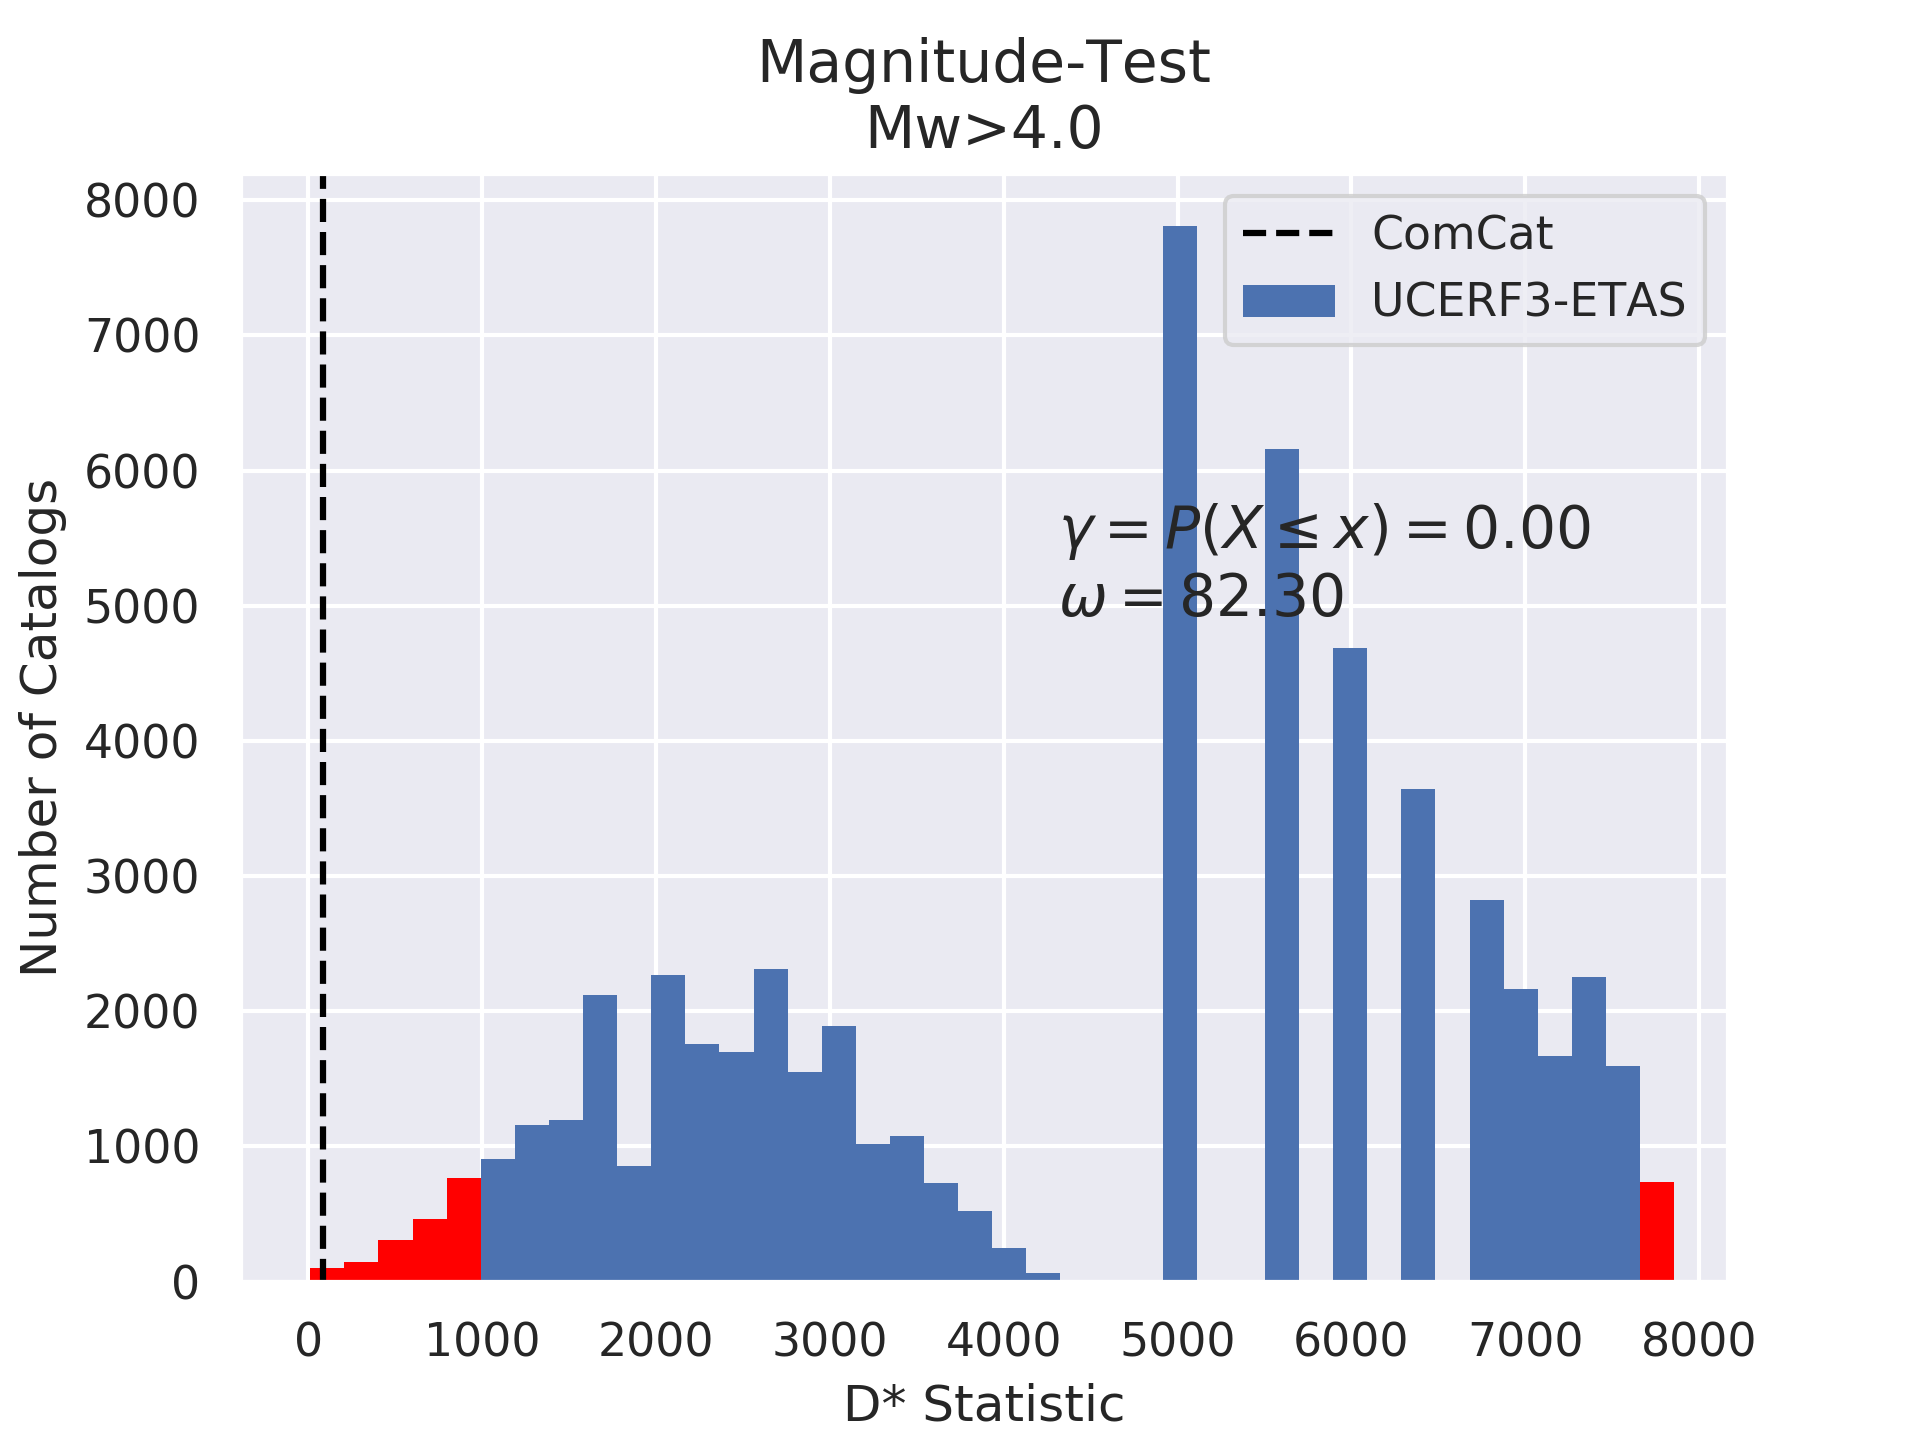 Magnitude-Test
Mw>4.0
Number of Catalogs
8000
7000
6000
5000
4000
3000
2000
1000
0
ComCat
UCERF3-ETAS
γ = P(X ≤ x) = 0.00
ω = 82.30
0 1000 2000 3000 4000 5000 6000 7000 8000
D* Statistic